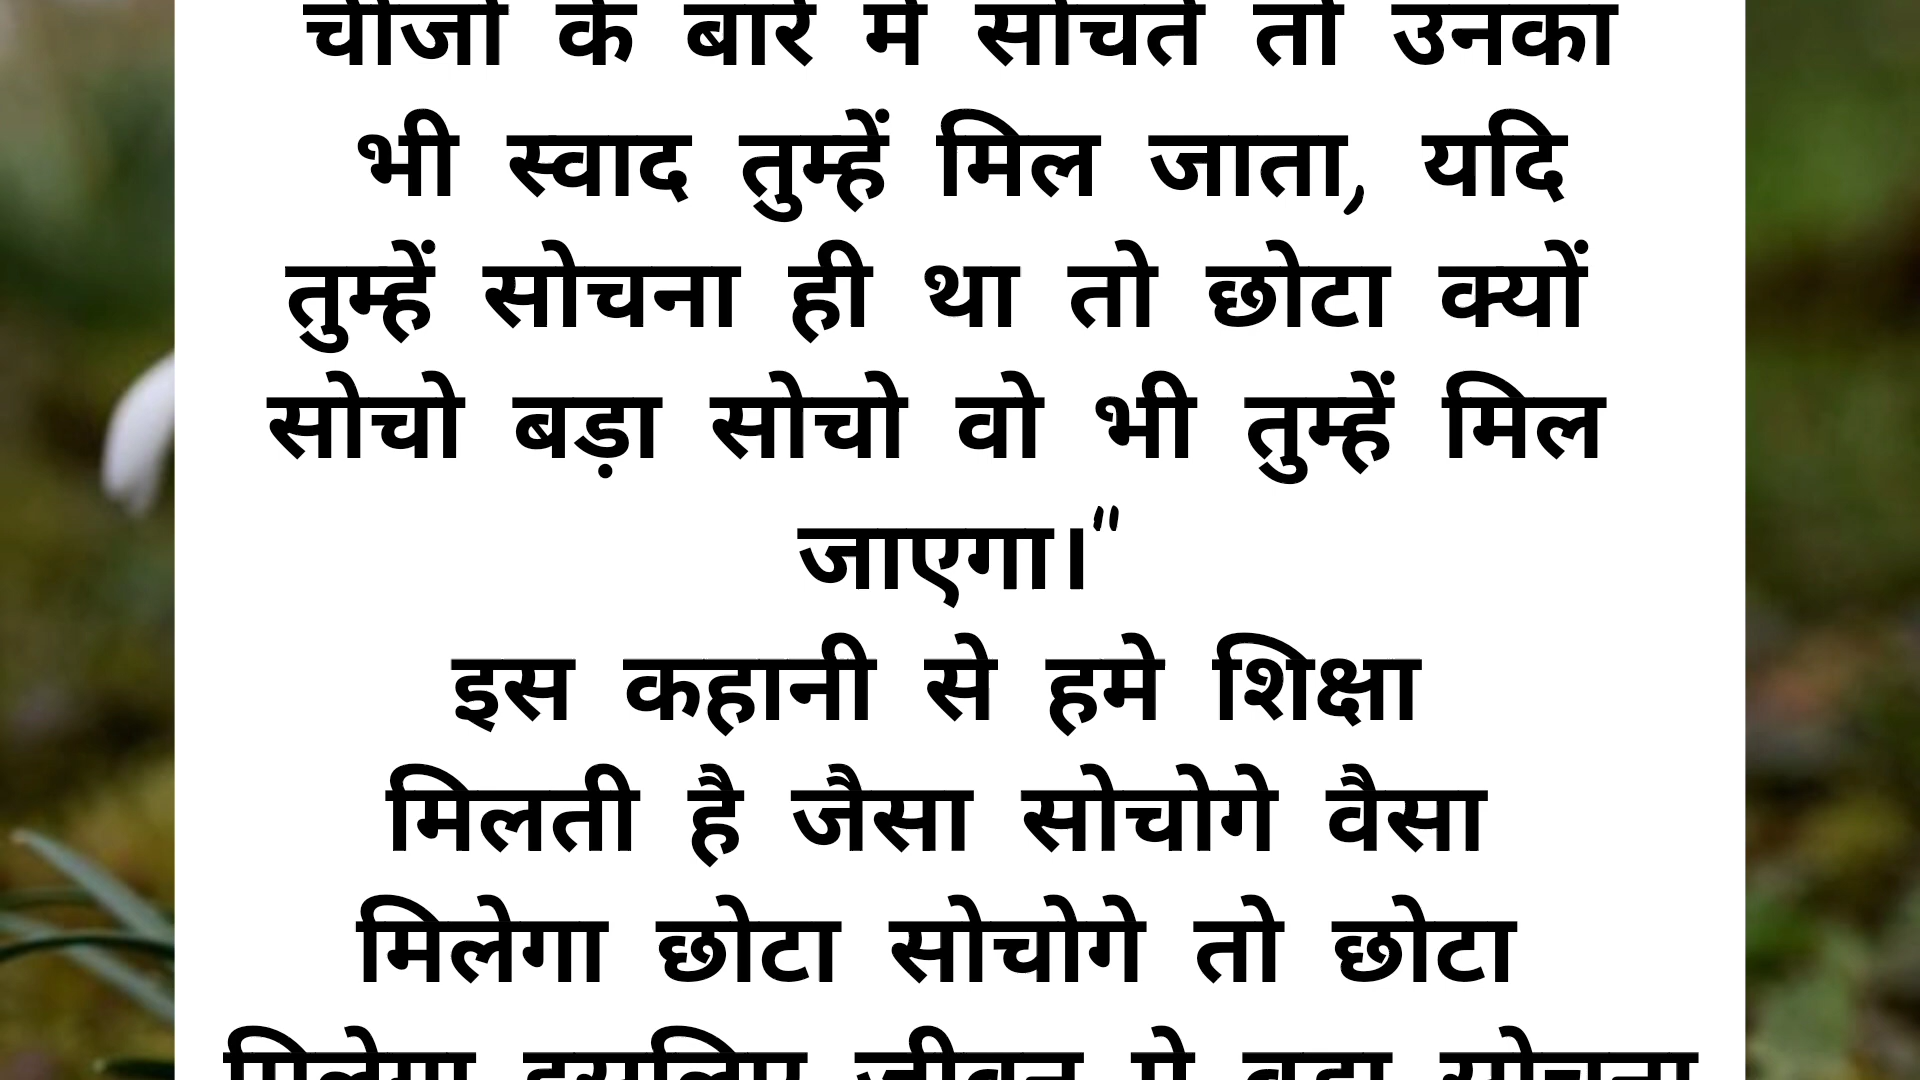 चीजों के बारे में सोचते तो उनका
भी स्वाद तुम्हें मिल जाता, यदि
तुम्हें सोचना ही था तो छोटा क्यों
सोचो बड़ा सोचो वो भी तुम्हें मिल
जाएगा।"
इस कहानी से हमे शिक्षा
मिलती है जैसा सोचोगे वैसा
मिलेगा छोटा सोचोगे तो छोटा
मिलेगा इसलिए जीवन मे बड़ा सोचना